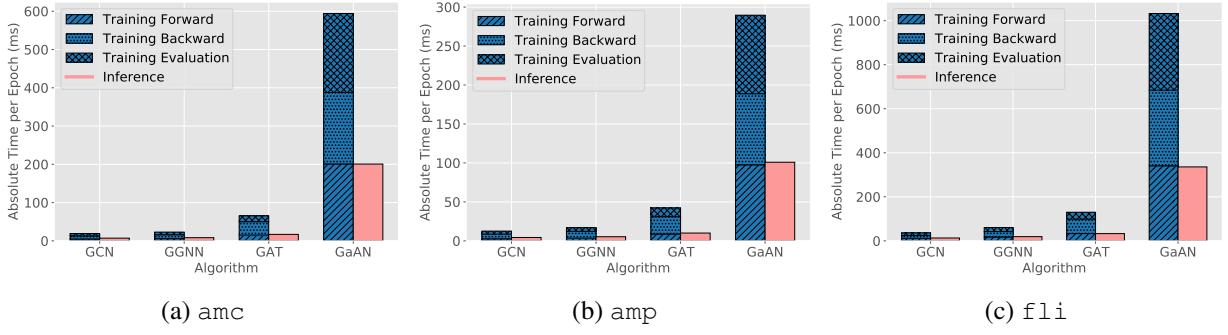 Absolute Time per Epoch (ms)
600
500
400
300
200
100
0
Training Forward
Training Backward
Training Evaluation
Inference
GCN GGNN GAT GaAN
Algorithm
(a) amc
Absolute Time per Epoch (ms)
300
250
200
150
100
50
0
Training Forward
Training Backward
Training Evaluation
Inference
GCN GGNN GAT GaAN
Algorithm
(b) amp
Absolute Time per Epoch (ms)
1000
800
600
400
200
0
Training Forward
Training Backward
Training Evaluation
Inference
GCN GGNN GAT GaAN
Algorithm
(c) fli